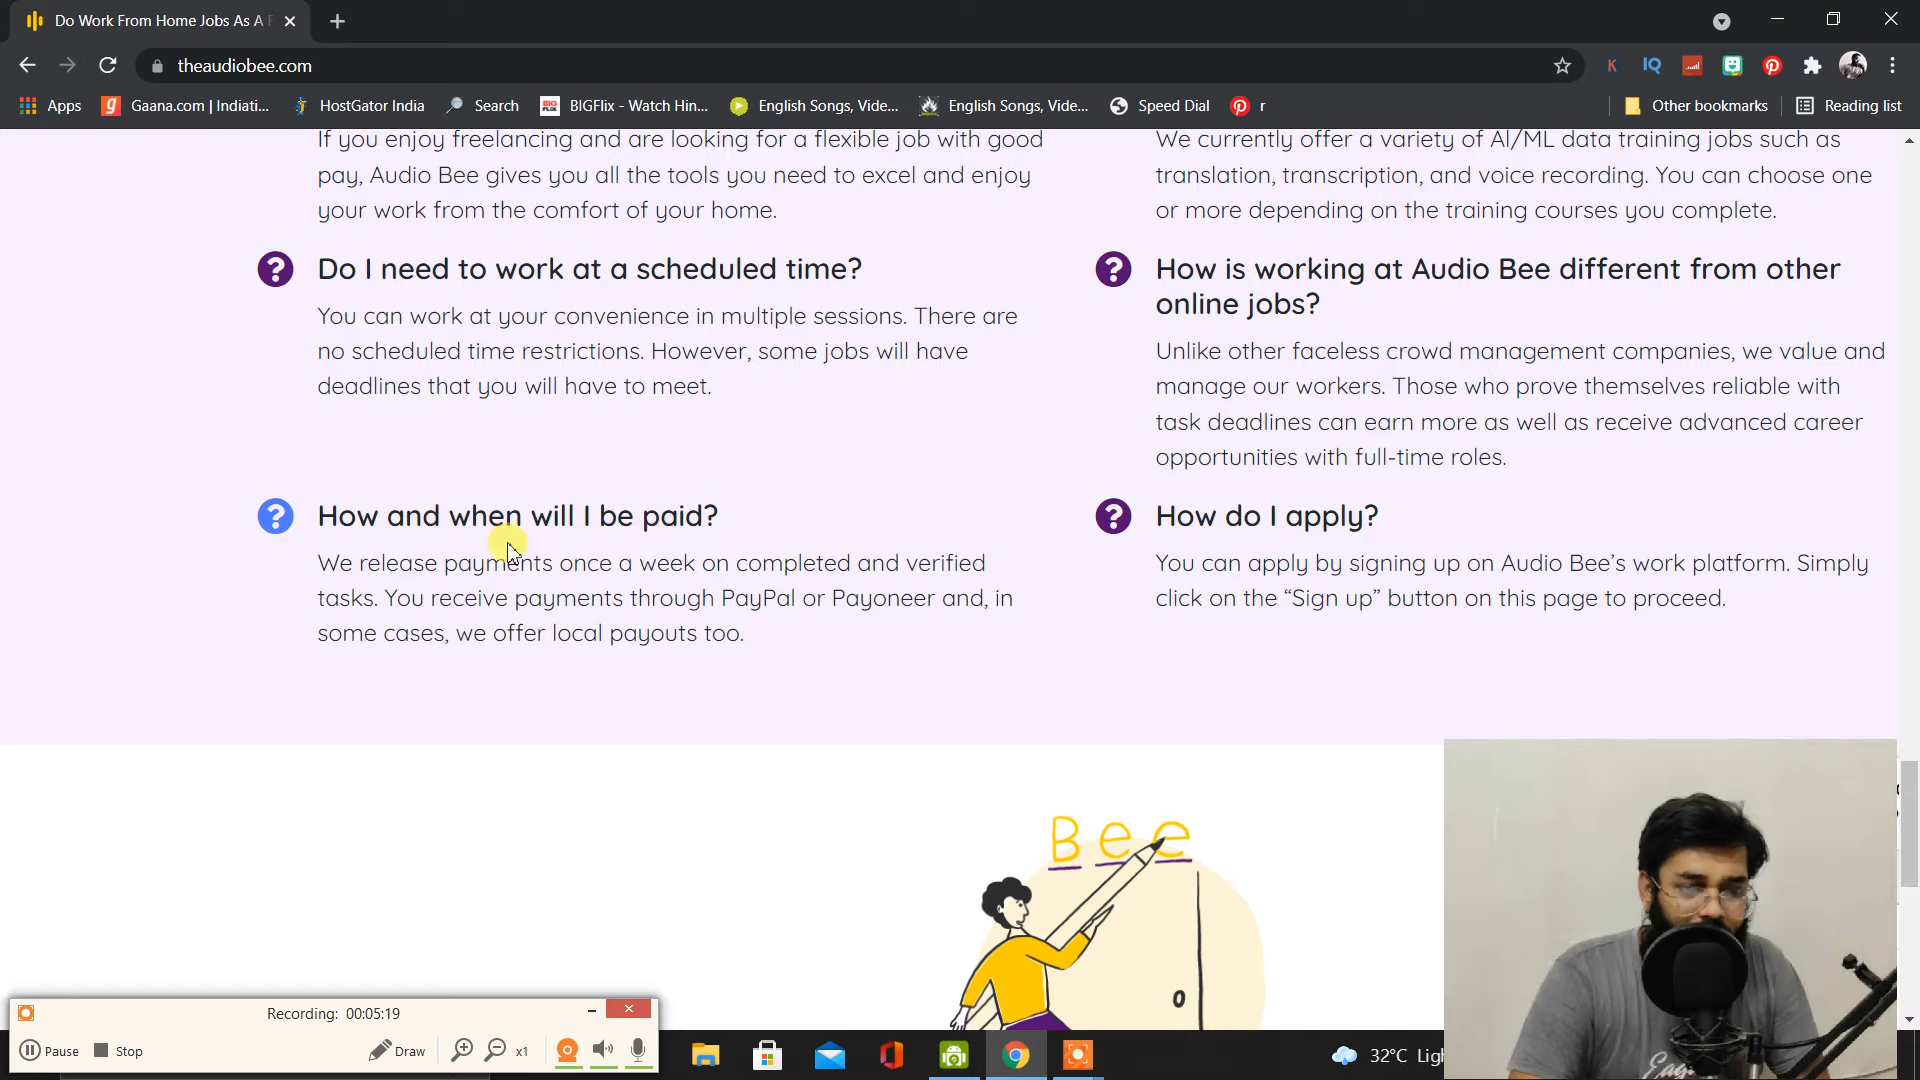 Do Work From Home Jobs As A F
theaudiobee.com
K
IQ
Apps
Gaana.com | Indiati...
HostGator India
Search
BIGFlix - Watch Hin...
English Songs, Vide...
English Songs, Vide...
Speed Dial
r
Other bookmarks
Reading list
If you enjoy freelancing and are looking for a flexible job with good
pay, Audio Bee gives you all the tools you need to excel and enjoy
your work from the comfort of your home.
We currently offer a variety of AI/ML data training jobs such as
translation, transcription, and voice recording. You can choose one
or more depending on the training courses you complete.
Do I need to work at a scheduled time?
You can work at your convenience in multiple sessions. There are
no scheduled time restrictions. However, some jobs will have
deadlines that you will have to meet.
How is working at Audio Bee different from other
online jobs?
Unlike other faceless crowd management companies, we value and
manage our workers. Those who prove themselves reliable with
task deadlines can earn more as well as receive advanced career
opportunities with full-time roles.
How and when will I be paid?
We release payments once a week on completed and verified
tasks. You receive payments through PayPal or Payoneer and, in
some cases, we offer local payouts too.
How do I apply?
You can apply by signing up on Audio Bee's work platform. Simply
click on the “Sign up” button on this page to proceed.
Bee
Recording: 00:05:19
Pause
Stop
Draw
x1
32°C Ligh